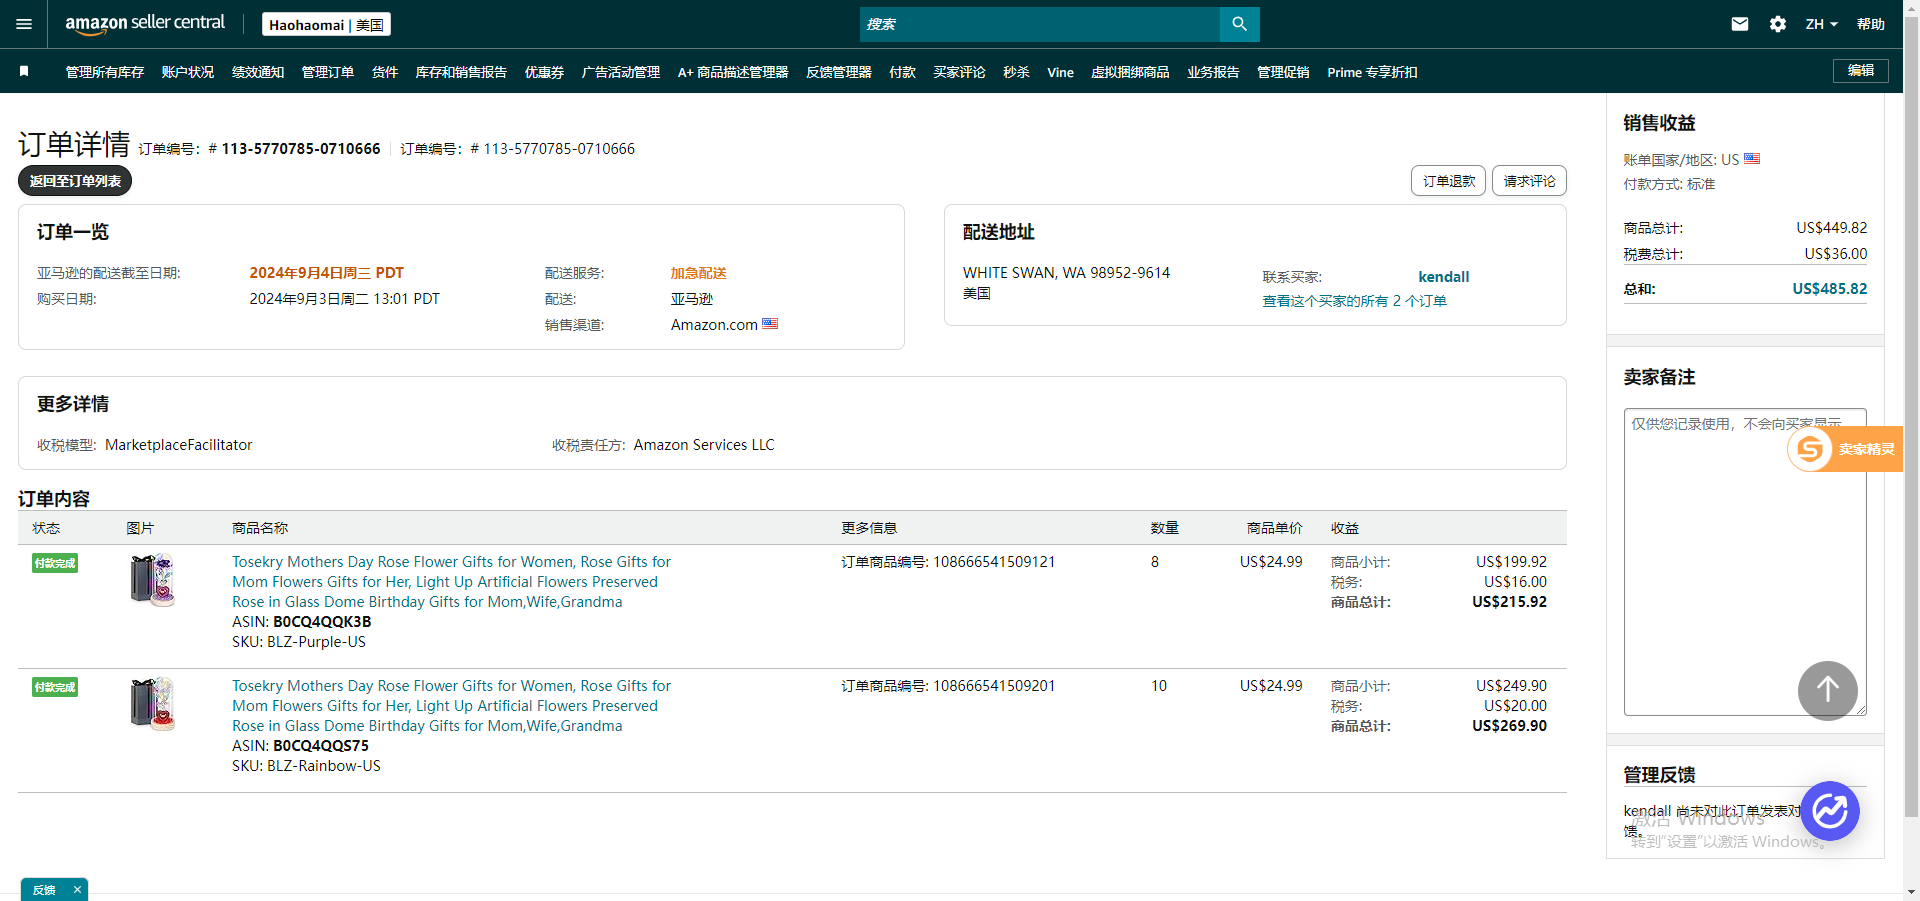 amazon seller central
Haohaomai | 美国
搜索
ZH
帮助
管理所有库存 账户状况 绩效通知 管理订单 货件 库存和销售报告 优惠券 广告活动管理 A+ 商品描述管理器 反馈管理器 付款 买家评论 秒杀 Vine 虚拟捆绑商品 业务报告 管理促销 Prime 专享折扣
编辑
订单详情 订单编号: # 113-5770785-0710666 订单编号: # 113-5770785-0710666
返回至订单列表
订单退款 请求评论
订单一览
亚马逊的配送截至日期: 2024年9月4日周三 PDT
购买日期: 2024年9月3日周二 13:01 PDT
配送服务: 加急配送
配送: 亚马逊
销售渠道: Amazon.com
配送地址
WHITE SWAN, WA 98952-9614
美国
联系买家: kendall
查看这个买家的所有 2 个订单
更多详情
收税模型: MarketplaceFacilitator 收税责任方: Amazon Services LLC
订单内容
状态 图片 商品名称 更多信息 数量 商品单价 收益
付款完成
Tosekry Mothers Day Rose Flower Gifts for Women, Rose Gifts for
Mom Flowers Gifts for Her, Light Up Artificial Flowers Preserved
Rose in Glass Dome Birthday Gifts for Mom,Wife,Grandma
ASIN: B0CQ4QQK3B
SKU: BLZ-Purple-US
订单商品编号: 108666541509121
8
US$24.99
商品小计: US$199.92
税务: US$16.00
商品总计: US$215.92
付款完成
Tosekry Mothers Day Rose Flower Gifts for Women, Rose Gifts for
Mom Flowers Gifts for Her, Light Up Artificial Flowers Preserved
Rose in Glass Dome Birthday Gifts for Mom,Wife,Grandma
ASIN: B0CQ4QQS75
SKU: BLZ-Rainbow-US
订单商品编号: 108666541509201
10
US$24.99
商品小计: US$249.90
税务: US$20.00
商品总计: US$269.90
销售收益
账单国家/地区: US
付款方式: 标准
商品总计: US$449.82
税费总计: US$36.00
总和: US$485.82
卖家备注
仅供您记录使用，不会向买家显示
卖家精灵
管理反馈
kendall 尚未对此订单发表对
馈。
激活 Windows
转到"设置"以激活 Windows。
反馈 ×